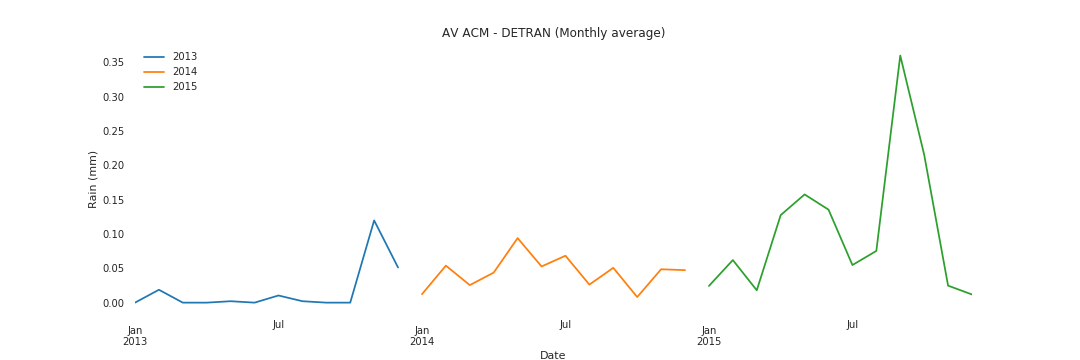 AV ACM - DETRAN (Monthly average)
2013
2014
2015
0.35
0.30
0.25
0.20
0.15
0.10
0.05
0.00
Rain (mm)
Jan
2013
Jul
Jan
2014
Jul
Jan
2015
Jul
Date